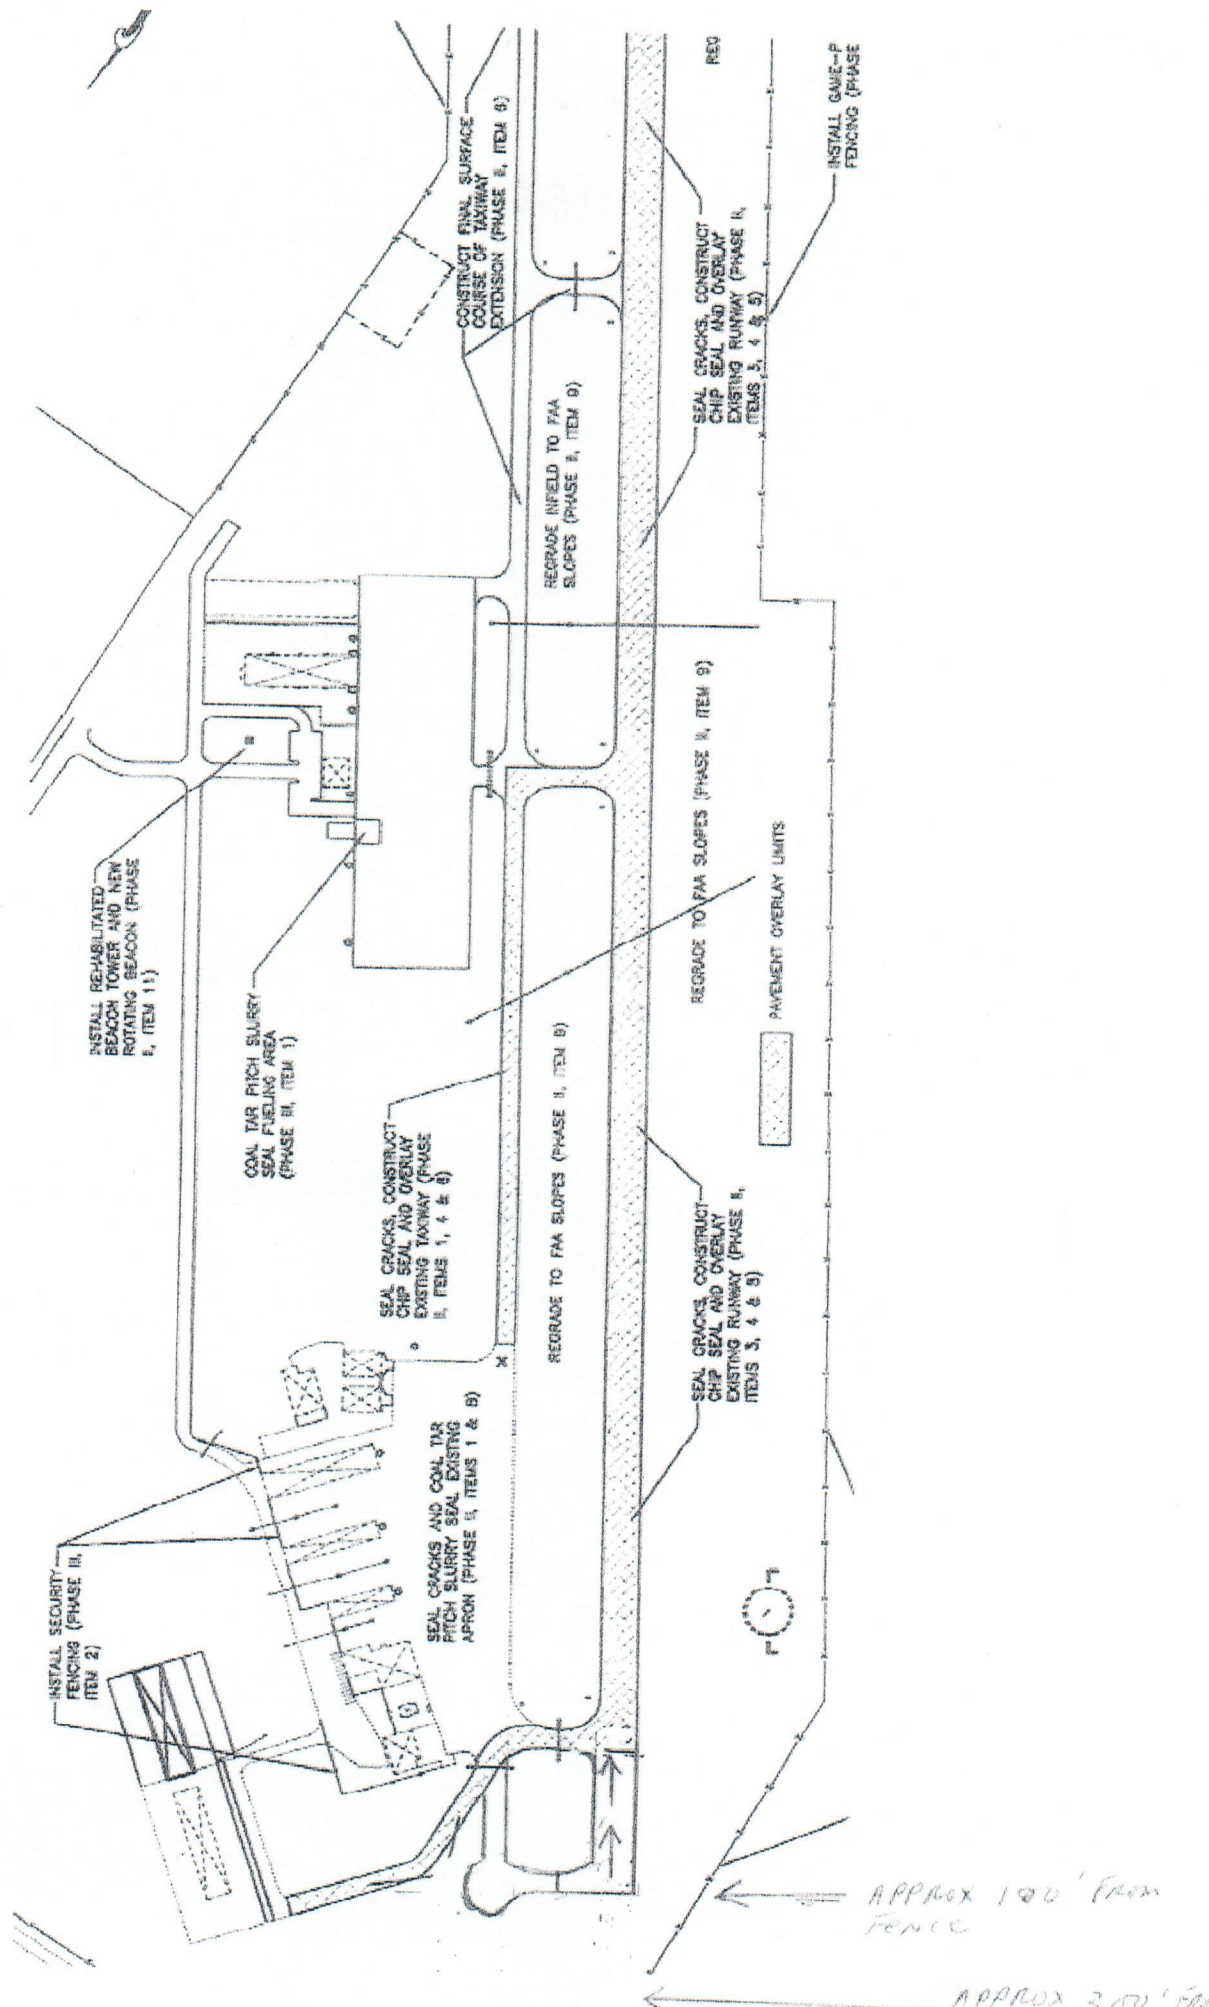 INSTALL SECURITY
FENCING (PHASE III,
ITEM 2)
INSTALL REHABILITATED
BEACON TOWER AND NEW
ROTATING BEACON (PHASE
II, ITEM 11)
COAL TAR PITCH SLURRY
SEAL FUELING AREA
(PHASE III, ITEM 1)
SEAL CRACKS, CONSTRUCT
CHIP SEAL AND OVERLAY
EXISTING TAXIWAY (PHASE
II, ITEMS 1, 4 & 8)
SEAL CRACKS AND COAL TAR
PITCH SLURRY SEAL EXISTING
APRON (PHASE II, ITEMS 1 & 8)
CONSTRUCT FINAL SURFACE
COURSE OF TAXIWAY
EXTENSION (PHASE II, ITEM 6)
REGRADE INFIELD TO FAA
SLOPES (PHASE II, ITEM 9)
REGRADE TO FAA SLOPES (PHASE II, ITEM 9)
SEAL CRACKS, CONSTRUCT
CHIP SEAL AND OVERLAY
EXISTING RUNWAY (PHASE II,
ITEMS 3, 4 & 8)
SEAL CRACKS, CONSTRUCT
CHIP SEAL AND OVERLAY
EXISTING RUNWAY (PHASE II,
ITEMS 3, 4 & 8)
REGRADE TO FAA SLOPES (PHASE II, ITEM 9)
REG
PAVEMENT OVERLAY LIMITS
INSTALL GAME-P
FENCING (PHASE
APPROX 100' FROM
FENCE
APPROX